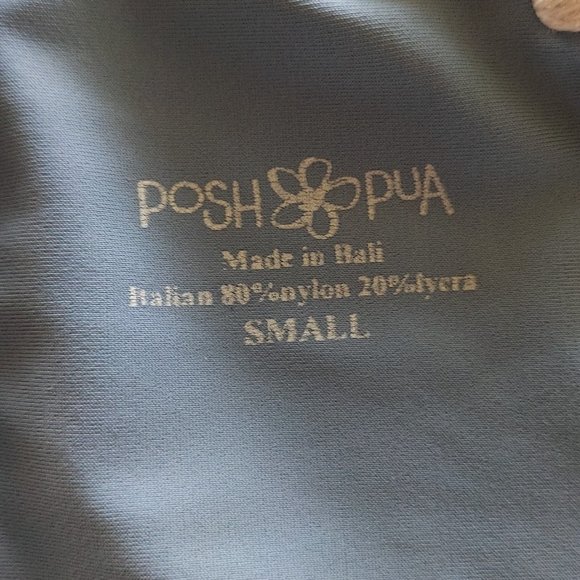 POSH PUA
Made in Bali
Italian 80%nylon 20%lycra
SMALL